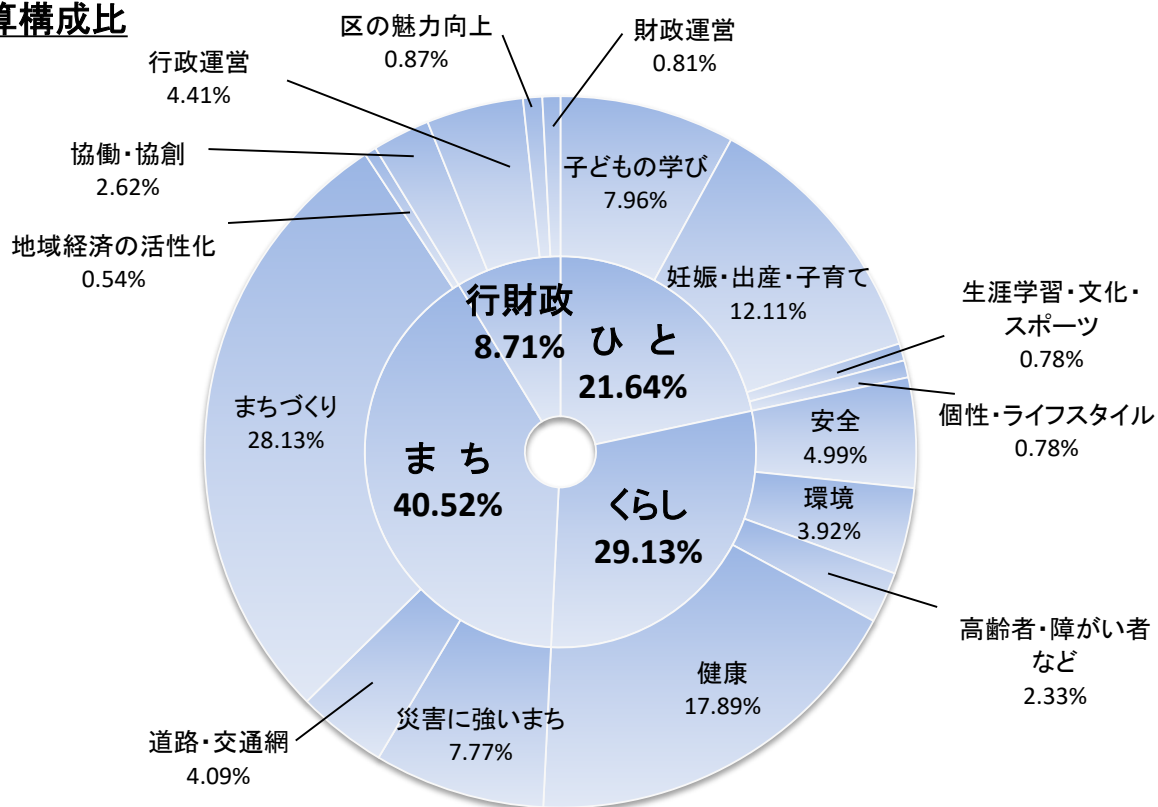 算構成比
区の魅力向上
0.87%
財政運営
0.81%
行政運営
4.41%
協働・協創
2.62%
地域経済の活性化
0.54%
子どもの学び
7.96%
妊娠・出産・子育て
12.11%
生涯学習・文化・
スポーツ
0.78%
個性・ライフスタイル
0.78%
安全
4.99%
環境
3.92%
高齢者・障がい者
など
2.33%
健康
17.89%
災害に強いまち
7.77%
道路・交通網
4.09%
まちづくり
28.13%
行財政
8.71%
ひ と
21.64%
くらし
29.13%
ま ち
40.52%